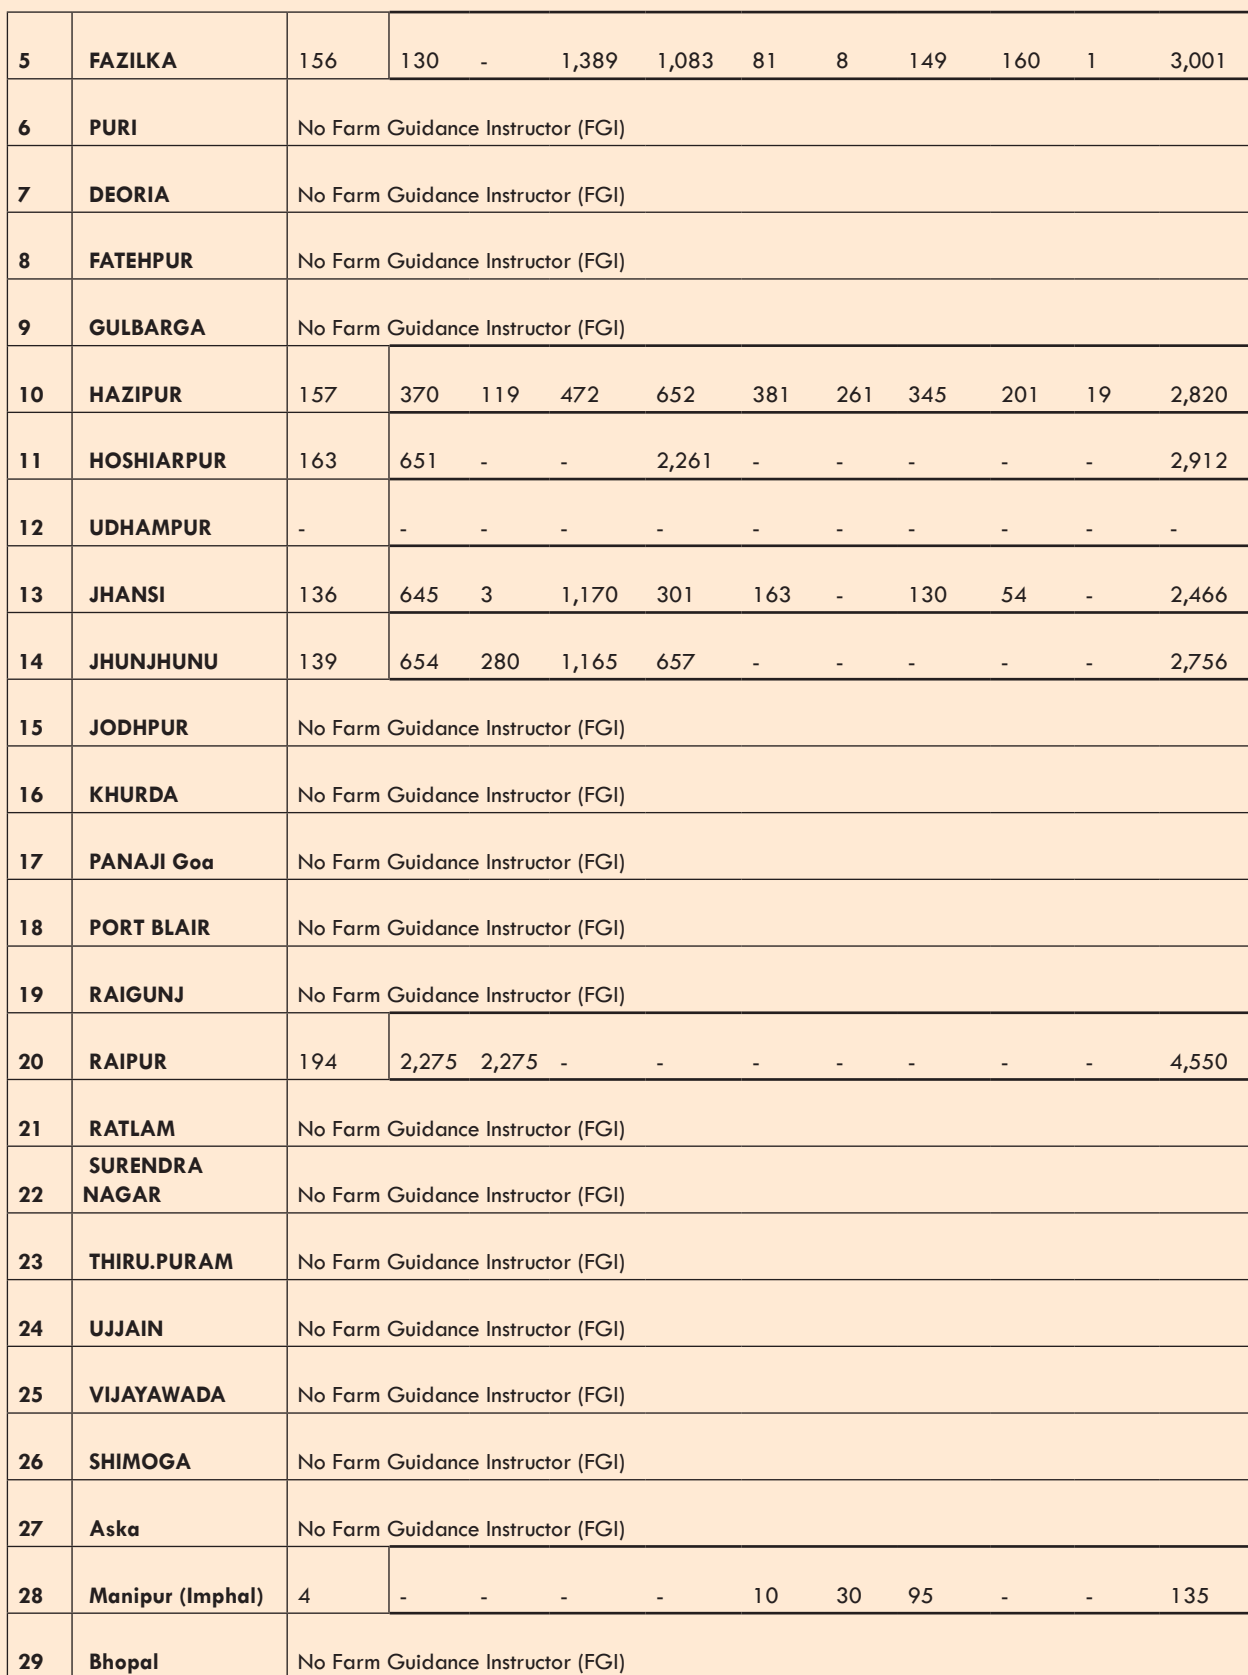 5 FAZILKA 156 130 - 1,389 1,083 81 8 149 160 1 3,001
6 PURI No Farm Guidance Instructor (FGI)
7 DEORIA No Farm Guidance Instructor (FGI)
8 FATEHPUR No Farm Guidance Instructor (FGI)
9 GULBARGA No Farm Guidance Instructor (FGI)
10 HAZIPUR 157 370 119 472 652 381 261 345 201 19 2,820
11 HOSHIARPUR 163 651 - - 2,261 - - - - - 2,912
12 UDHAMPUR - - - - - - - - - - -
13 JHANSI 136 645 3 1,170 301 163 - 130 54 - 2,466
14 JHUNJHUNU 139 654 280 1,165 657 - - - - - 2,756
15 JODHPUR No Farm Guidance Instructor (FGI)
16 KHURDA No Farm Guidance Instructor (FGI)
17 PANAJI Goa No Farm Guidance Instructor (FGI)
18 PORT BLAIR No Farm Guidance Instructor (FGI)
19 RAIGUNJ No Farm Guidance Instructor (FGI)
20 RAIPUR 194 2,275 2,275 - - - - - - - 4,550
21 RATLAM No Farm Guidance Instructor (FGI)
SURENDRA
22 NAGAR No Farm Guidance Instructor (FGI)
23 THIRU.PURAM No Farm Guidance Instructor (FGI)
24 UJJAIN No Farm Guidance Instructor (FGI)
25 VIJAYAWADA No Farm Guidance Instructor (FGI)
26 SHIMOGA No Farm Guidance Instructor (FGI)
27 Aska No Farm Guidance Instructor (FGI)
28 Manipur (Imphal) 4 - - - - 10 30 95 - - 135
29 Bhopal No Farm Guidance Instructor (FGI)